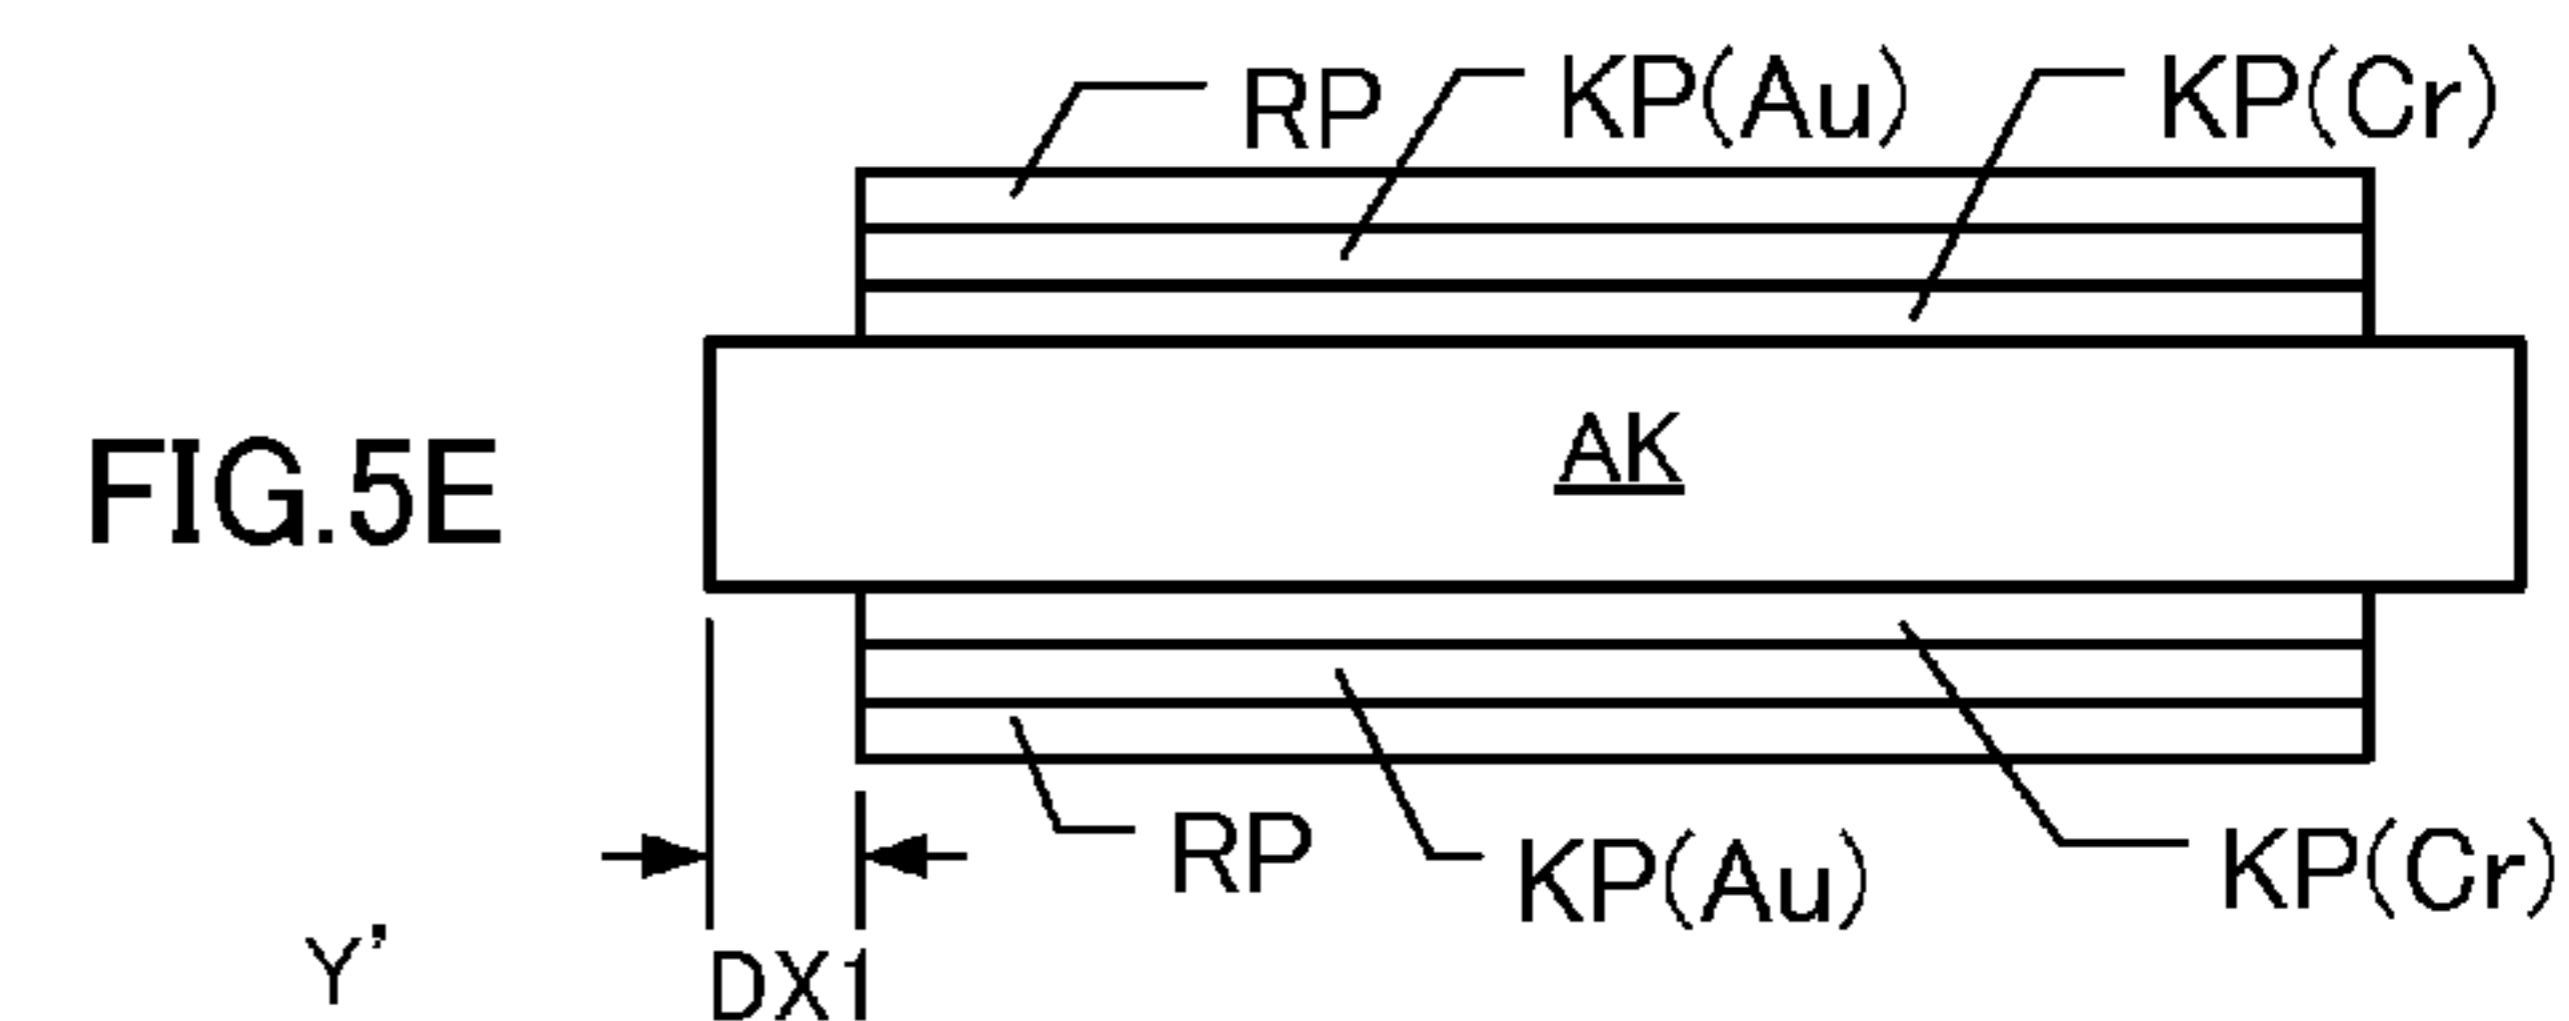 RP KP(Au) KP(Cr)
AK
FIG.5E
RP KP(Au) KP(Cr)
Y' DX1